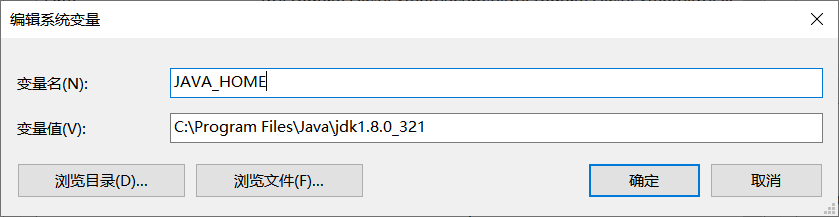 编辑系统变量
变量名(N):
JAVA_HOME
变量值(V):
C:\Program Files\Java\jdk1.8.0_321
浏览目录(D)...
浏览文件(F)...
确定
取消